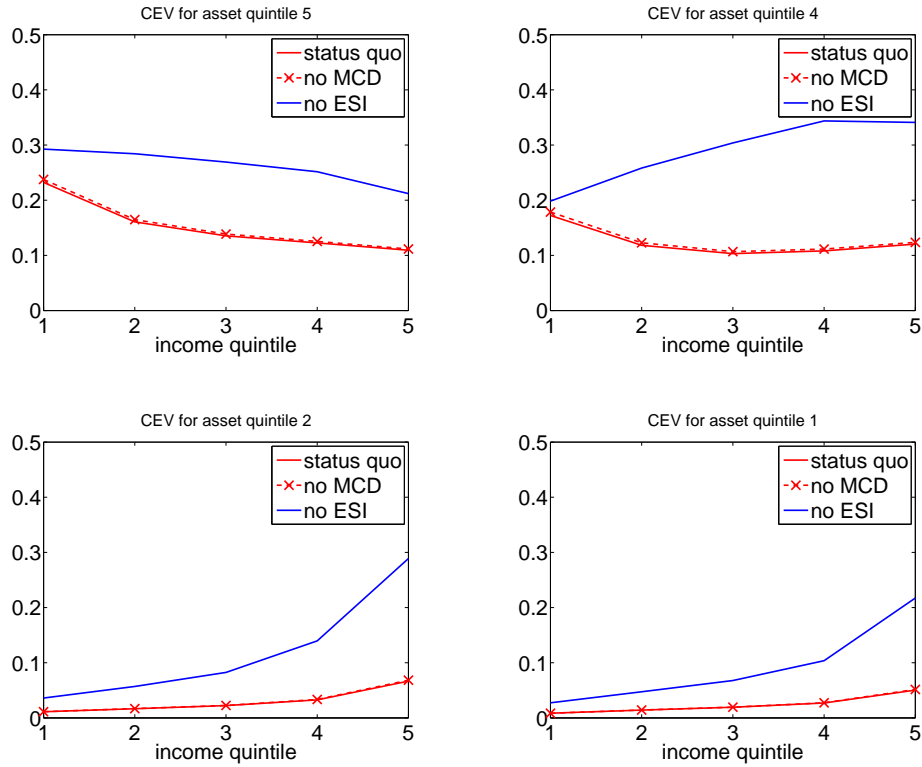 CEV for asset quintile 5
0.5
0.4
0.3
0.2
0.1
0
1 2 3 4 5
income quintile
status quo
no MCD
no ESI
CEV for asset quintile 4
0.5
0.4
0.3
0.2
0.1
0
1 2 3 4 5
income quintile
status quo
no MCD
no ESI
CEV for asset quintile 2
0.5
0.4
0.3
0.2
0.1
0
1 2 3 4 5
income quintile
status quo
no MCD
no ESI
CEV for asset quintile 1
0.5
0.4
0.3
0.2
0.1
0
1 2 3 4 5
income quintile
status quo
no MCD
no ESI